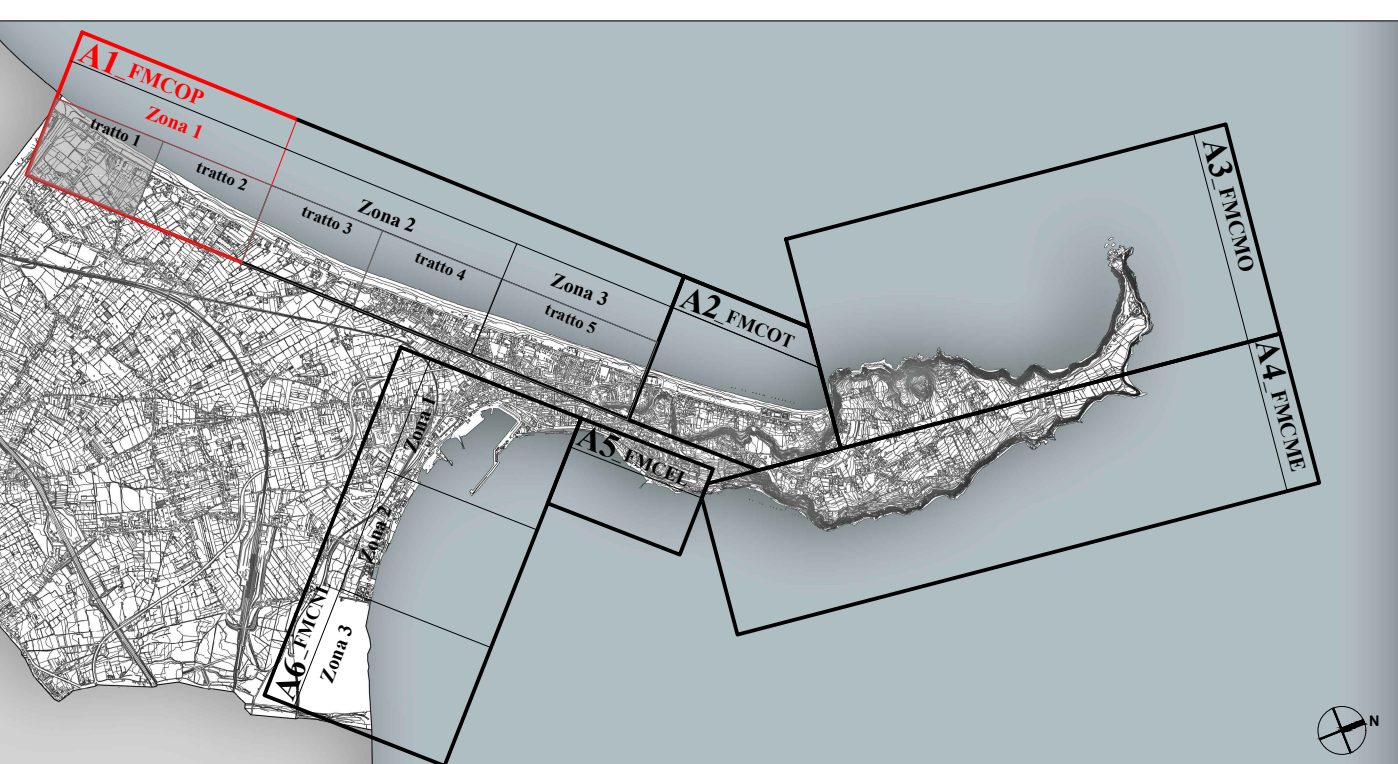 A1_FMCOP
Zona 1
tratto 1
tratto 2
Zona 2
tratto 3
tratto 4
Zona 3
tratto 5
A2_FMCOT
A3_FMCMO
A4_FMCME
A5_FMCEL
A6_FMCNI
Zona 1
Zona 2
Zona 3
N